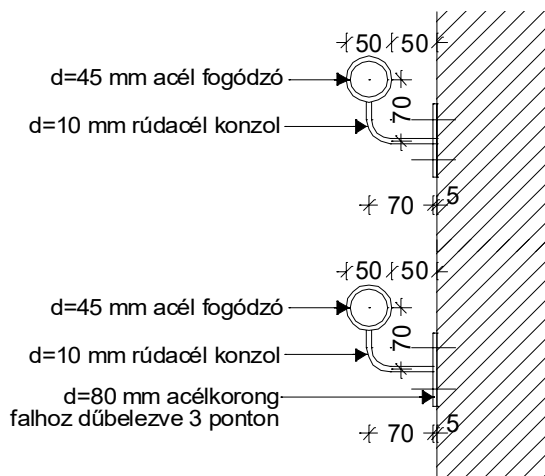 50 50
d=45 mm acél fogódzó
70
d=10 mm rúdacél konzol
70 5
50 50
d=45 mm acél fogódzó
70
d=10 mm rúdacél konzol
d=80 mm acélkorong
falhoz dűbelezve 3 ponton
70 5